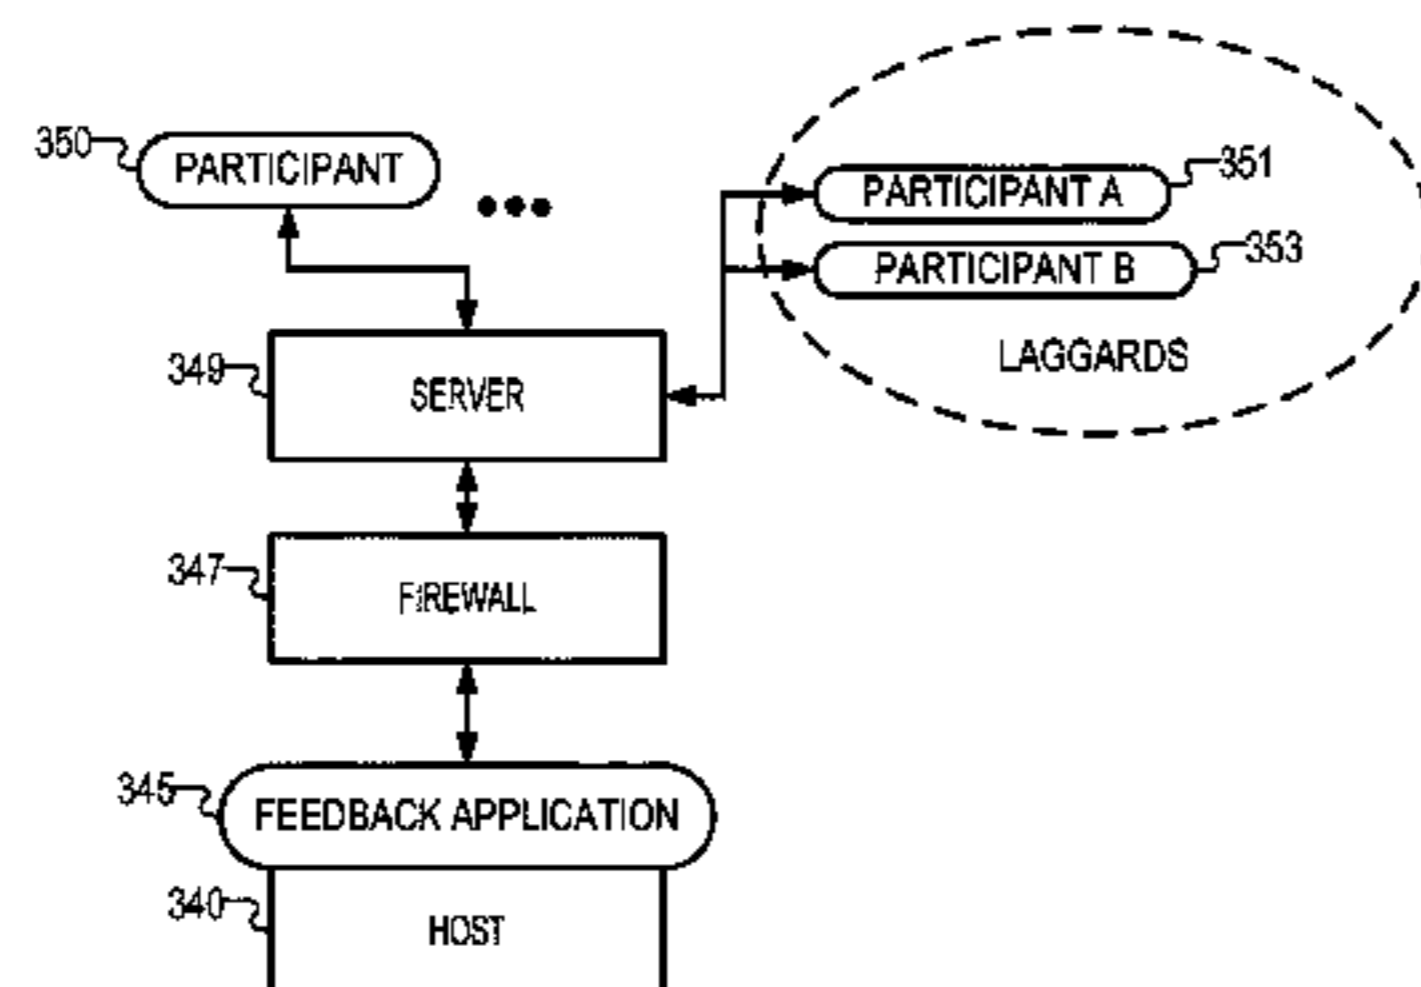 350 PARTICIPANT
PARTICIPANT A 351
PARTICIPANT B 353
LAGGARDS
349 SERVER
347 FIREWALL
345 FEEDBACK APPLICATION
340 HOST